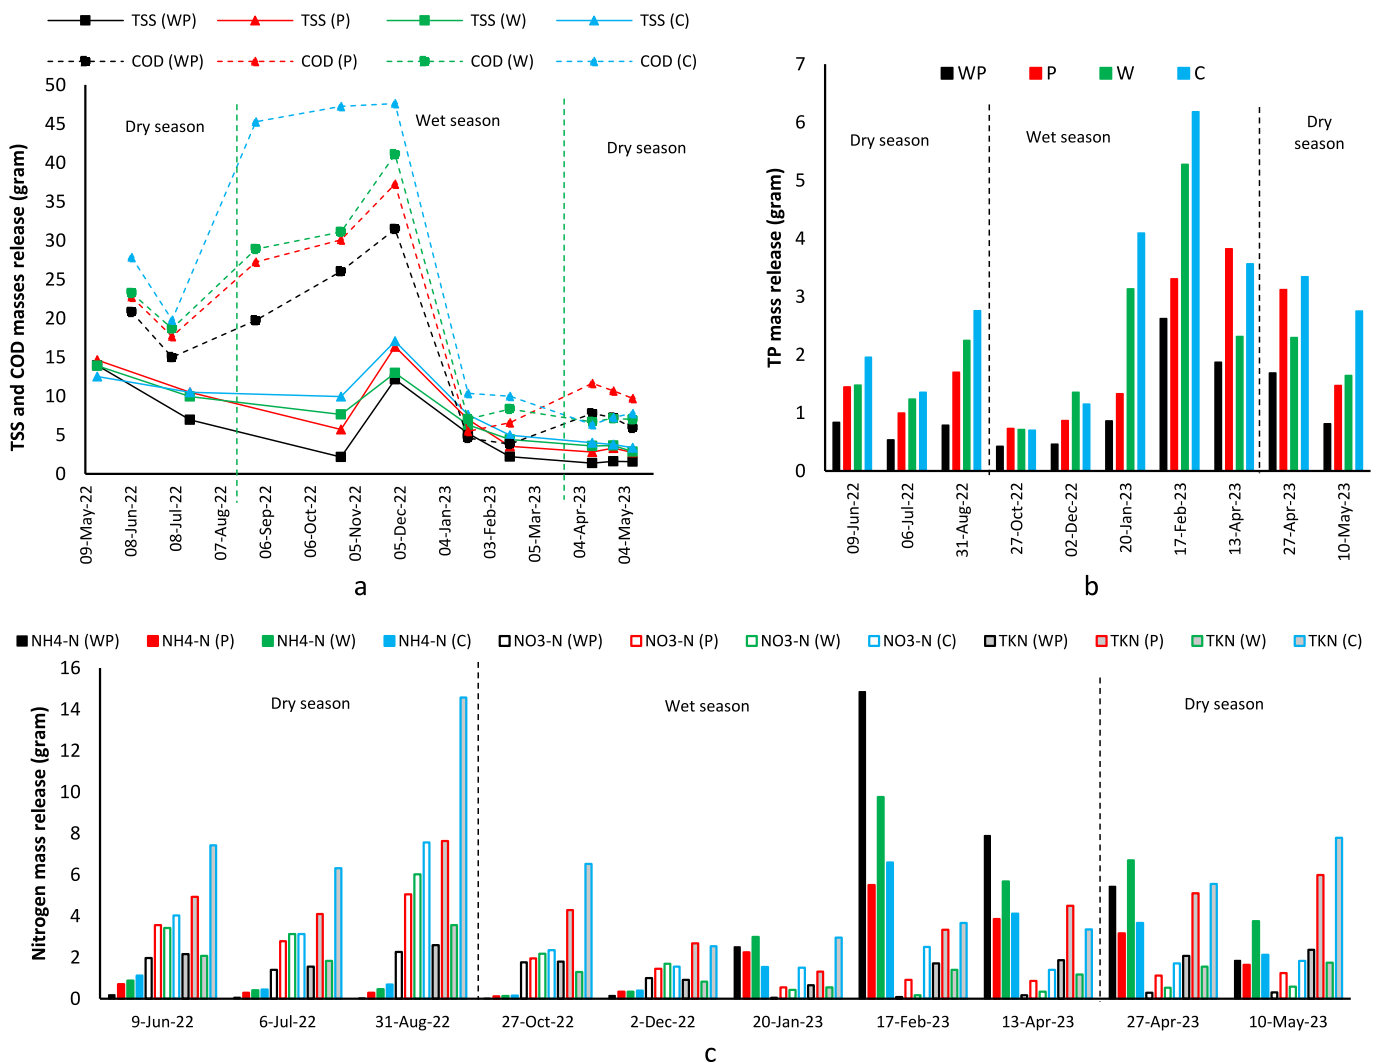 TSS (WP) TSS (P) TSS (W) TSS (C)
COD (WP) COD (P) COD (W) COD (C)
TSS and COD masses release (gram)
50
45
40
35
30
25
20
15
10
5
0
Dry season
Wet season
Dry season
09-May-22
08-Jun-22
08-Jul-22
07-Aug-22
06-Sep-22
06-Oct-22
05-Nov-22
05-Dec-22
04-Jan-23
03-Feb-23
05-Mar-23
04-Apr-23
04-May-23
a
WP P W C
TP mass release (gram)
7
6
5
4
3
2
1
0
Dry season
Wet season
Dry
season
09-Jun-22
06-Jul-22
31-Aug-22
27-Oct-22
02-Dec-22
20-Jan-23
17-Feb-23
13-Apr-23
27-Apr-23
10-May-23
b
NH4-N (WP) NH4-N (P) NH4-N (W) NH4-N (C) NO3-N (WP) NO3-N (P) NO3-N (W) NO3-N (C) TKN (WP) TKN (P) TKN (W) TKN (C)
Nitrogen mass release (gram)
16
14
12
10
8
6
4
2
0
Dry season
Wet season
Dry season
9-Jun-22 6-Jul-22 31-Aug-22 27-Oct-22 2-Dec-22 20-Jan-23 17-Feb-23 13-Apr-23 27-Apr-23 10-May-23
c